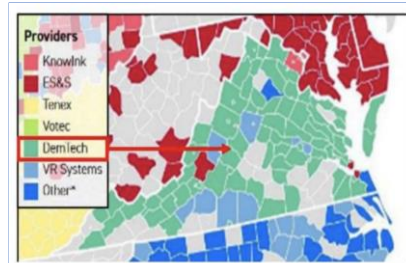 Providers
KnowInk
ES&S
Tenex
Votec
DemTech
VR Systems
Other*